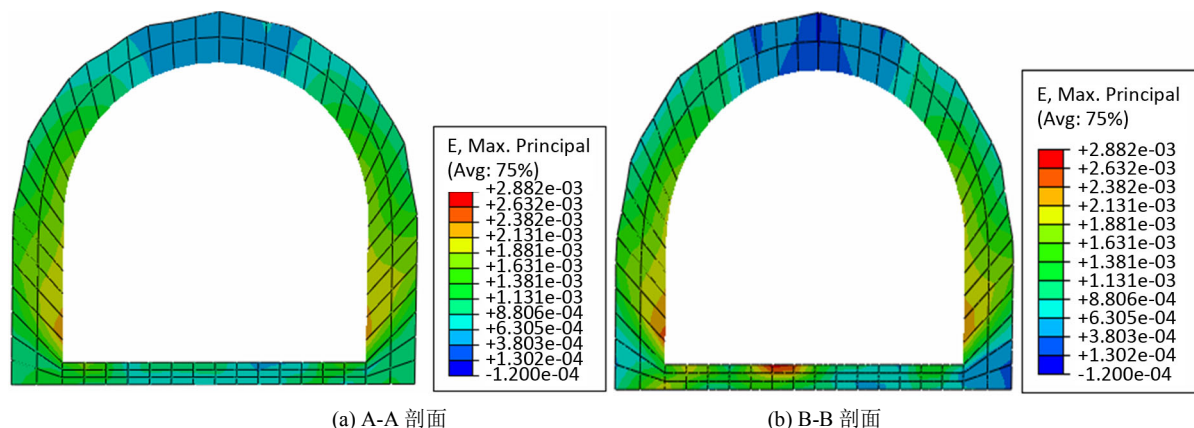 E, Max. Principal
(Avg: 75%)
+2.882e-03
+2.632e-03
+2.382e-03
+2.131e-03
+1.881e-03
+1.631e-03
+1.381e-03
+1.131e-03
+8.806e-04
+6.305e-04
+3.803e-04
+1.302e-04
-1.200e-04
E, Max. Principal
(Avg: 75%)
+2.882e-03
+2.632e-03
+2.382e-03
+2.131e-03
+1.881e-03
+1.631e-03
+1.381e-03
+1.131e-03
+8.806e-04
+6.305e-04
+3.803e-04
+1.302e-04
-1.200e-04
(a) A-A 剖面
(b) B-B 剖面